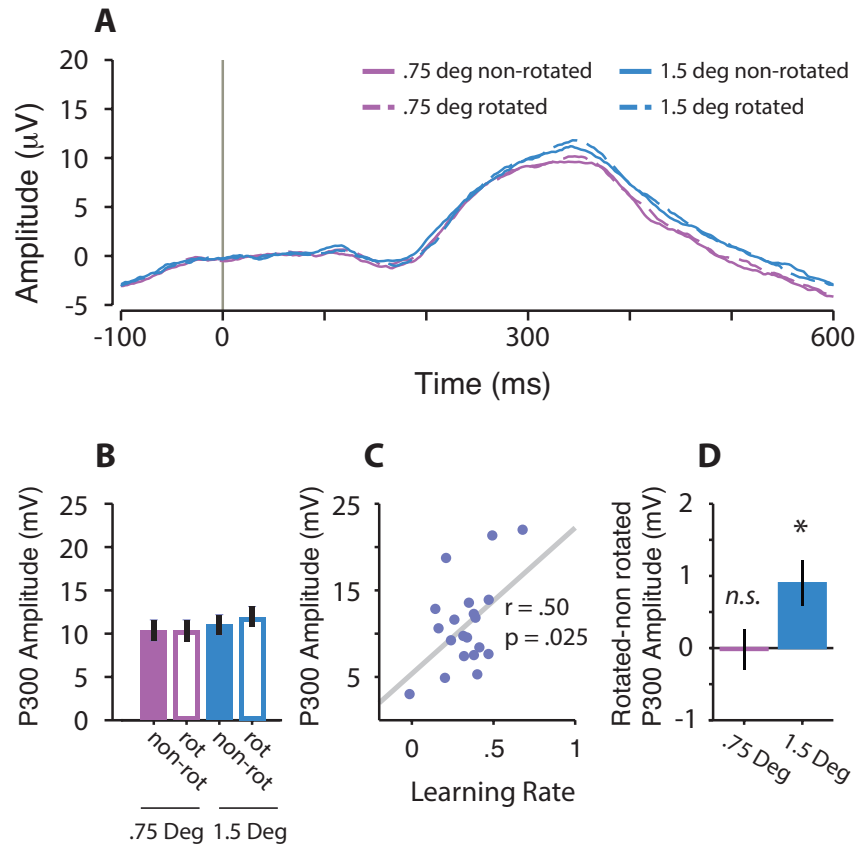 A
20
15
10
5
0
-5
Amplitude (μV)
.75 deg non-rotated
1.5 deg non-rotated
.75 deg rotated
1.5 deg rotated
-100
0
300
600
Time (ms)
B
25
20
15
10
5
0
P300 Amplitude (mV)
non-rot
rot
non-rot
rot
.75 Deg
1.5 Deg
C
25
15
5
P300 Amplitude (mV)
r = .50
p = .025
0
.5
1
Learning Rate
D
Rotated-non rotated
P300 Amplitude (mV)
2
1
0
-1
n.s.
*
.75 Deg
1.5 Deg